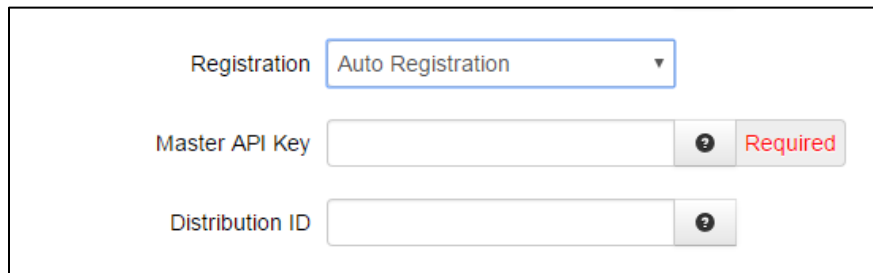 Registration Auto Registration
Master API Key Required
Distribution ID